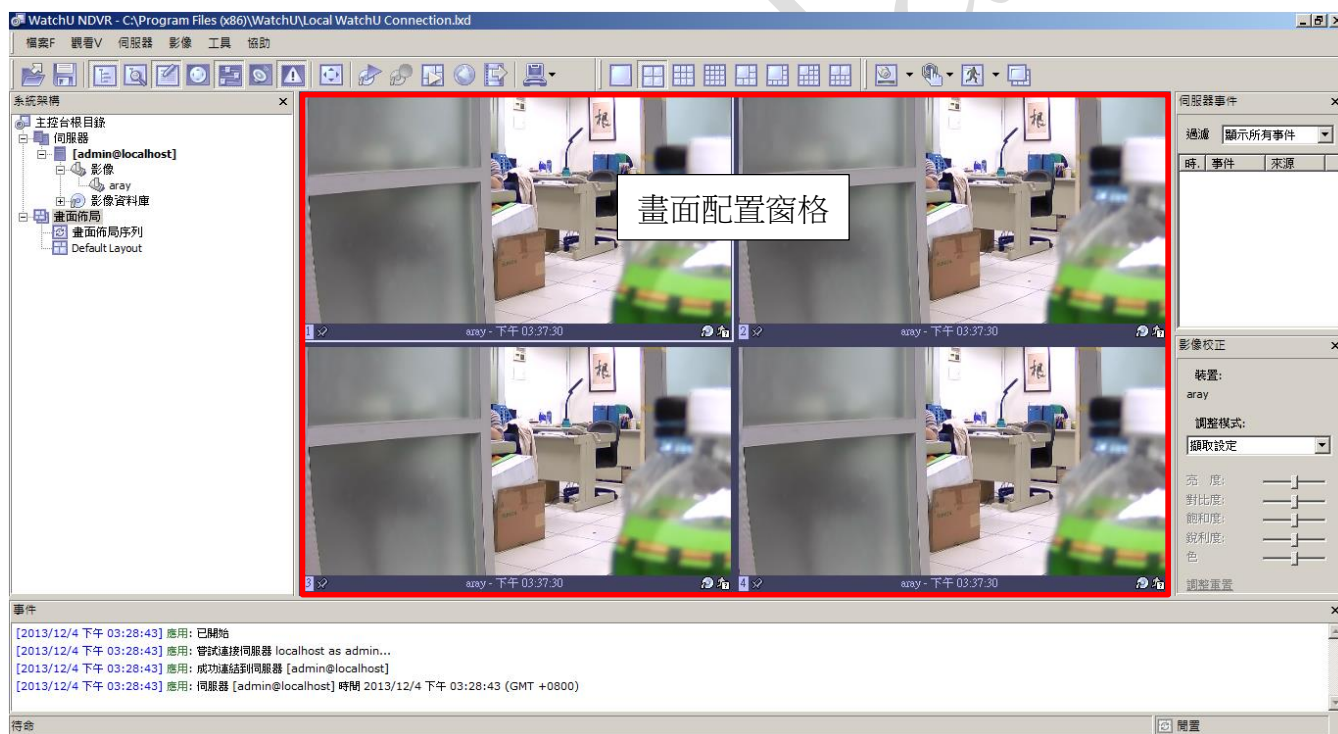 WatchU NDVR - C:\Program Files (x86)\WatchU\Local WatchU Connection.lxd
檔案F 觀看V 伺服器 影像 工具 協助
系統架構
主控台根目錄
伺服器
[admin@localhost]
影像
aray
影像資料庫
畫面佈局
畫面佈局序列
Default Layout
根
根
畫面配置窗格
1 aray - 下午 03:37:30
2 aray - 下午 03:37:30
根
根
3 aray - 下午 03:37:30
4 aray - 下午 03:37:30
伺服器事件
過濾 顯示所有事件
時. 事件 來源
影像校正
裝置:
aray
調整模式:
擷取設定
亮 度:
對比度:
飽和度:
銳利度:
色
調整重置
事件
[2013/12/4 下午 03:28:43] 應用: 已開始
[2013/12/4 下午 03:28:43] 應用: 嘗試連接伺服器 localhost as admin...
[2013/12/4 下午 03:28:43] 應用: 成功連結到伺服器 [admin@localhost]
[2013/12/4 下午 03:28:43] 應用: 伺服器 [admin@localhost] 時間 2013/12/4 下午 03:28:43 (GMT +0800)
待命
閒置